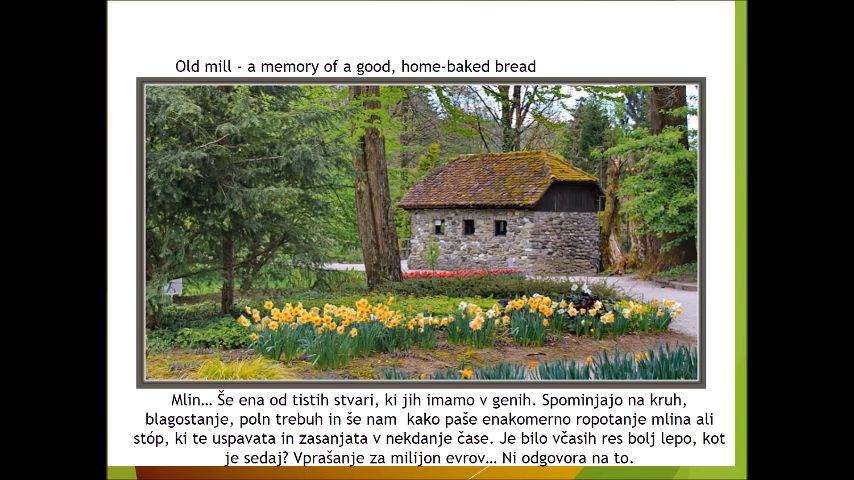 Old mill - a memory of a good, home-baked bread
Mlin... Še ena od tistih stvari, ki jih imamo v genih. Spominjajo na kruh,
blagostanje, poln trebuh in še nam  kako paše enakomerno ropotanje mlina ali
stóp, ki te uspavata in zasanjata v nekdanje čase. Je bilo včasih res bolj lepo, kot
je sedaj? Vprašanje za milijon evrov... Ni odgovora na to.